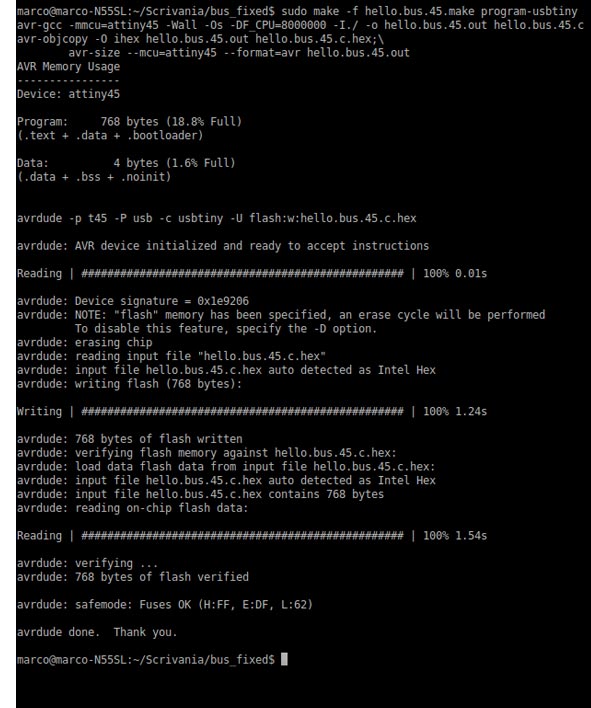 marco@marco-N55SL:~/Scrivania/bus_fixed$ sudo make -f hello.bus.45.make program-usbtiny
avr-gcc -mmcu=attiny45 -Wall -Os -DF_CPU=8000000 -I./ -o hello.bus.45.out hello.bus.45.c
avr-objcopy -O ihex hello.bus.45.out hello.bus.45.c.hex;\
        avr-size --mcu=attiny45 --format=avr hello.bus.45.out
AVR Memory Usage
----------------
Device: attiny45
Program:     768 bytes (18.8% Full)
(.text + .data + .bootloader)
Data:          4 bytes (1.6% Full)
(.data + .bss + .noinit)
avrdude -p t45 -P usb -c usbtiny -U flash:w:hello.bus.45.c.hex
avrdude: AVR device initialized and ready to accept instructions
Reading | ################################################## | 100% 0.01s
avrdude: Device signature = 0x1e9206
avrdude: NOTE: "flash" memory has been specified, an erase cycle will be performed
         To disable this feature, specify the -D option.
avrdude: erasing chip
avrdude: reading input file "hello.bus.45.c.hex"
avrdude: input file hello.bus.45.c.hex auto detected as Intel Hex
avrdude: writing flash (768 bytes):
Writing | ################################################## | 100% 1.24s
avrdude: 768 bytes of flash written
avrdude: verifying flash memory against hello.bus.45.c.hex:
avrdude: load data flash data from input file hello.bus.45.c.hex:
avrdude: input file hello.bus.45.c.hex auto detected as Intel Hex
avrdude: input file hello.bus.45.c.hex contains 768 bytes
avrdude: reading on-chip flash data:
Reading | ################################################## | 100% 1.54s
avrdude: verifying ...
avrdude: 768 bytes of flash verified
avrdude: safemode: Fuses OK (H:FF, E:DF, L:62)
avrdude done.  Thank you.
marco@marco-N55SL:~/Scrivania/bus_fixed$